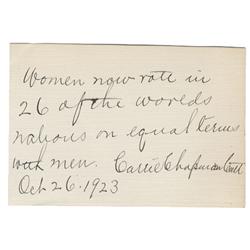 Women now vote in
26 of the worlds
nations on equal terms
with men. Carrie Chapman Catt
Oct 26. 1923